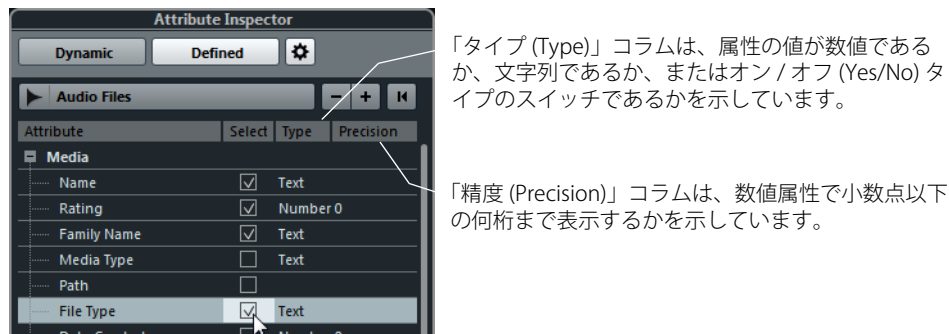 Attribute Inspector
Dynamic Defined
Audio Files
Attribute Select Type Precision
Media
Name Text
Rating Number 0
Family Name Text
Media Type Text
Path
File Type Text
「タイプ (Type)」コラムは、属性の値が数値である
か、文字列であるか、またはオン / オフ (Yes/No) タ
イプのスイッチであるかを示しています。
「精度 (Precision)」コラムは、数値属性で小数点以下
の何桁まで表示するかを示しています。